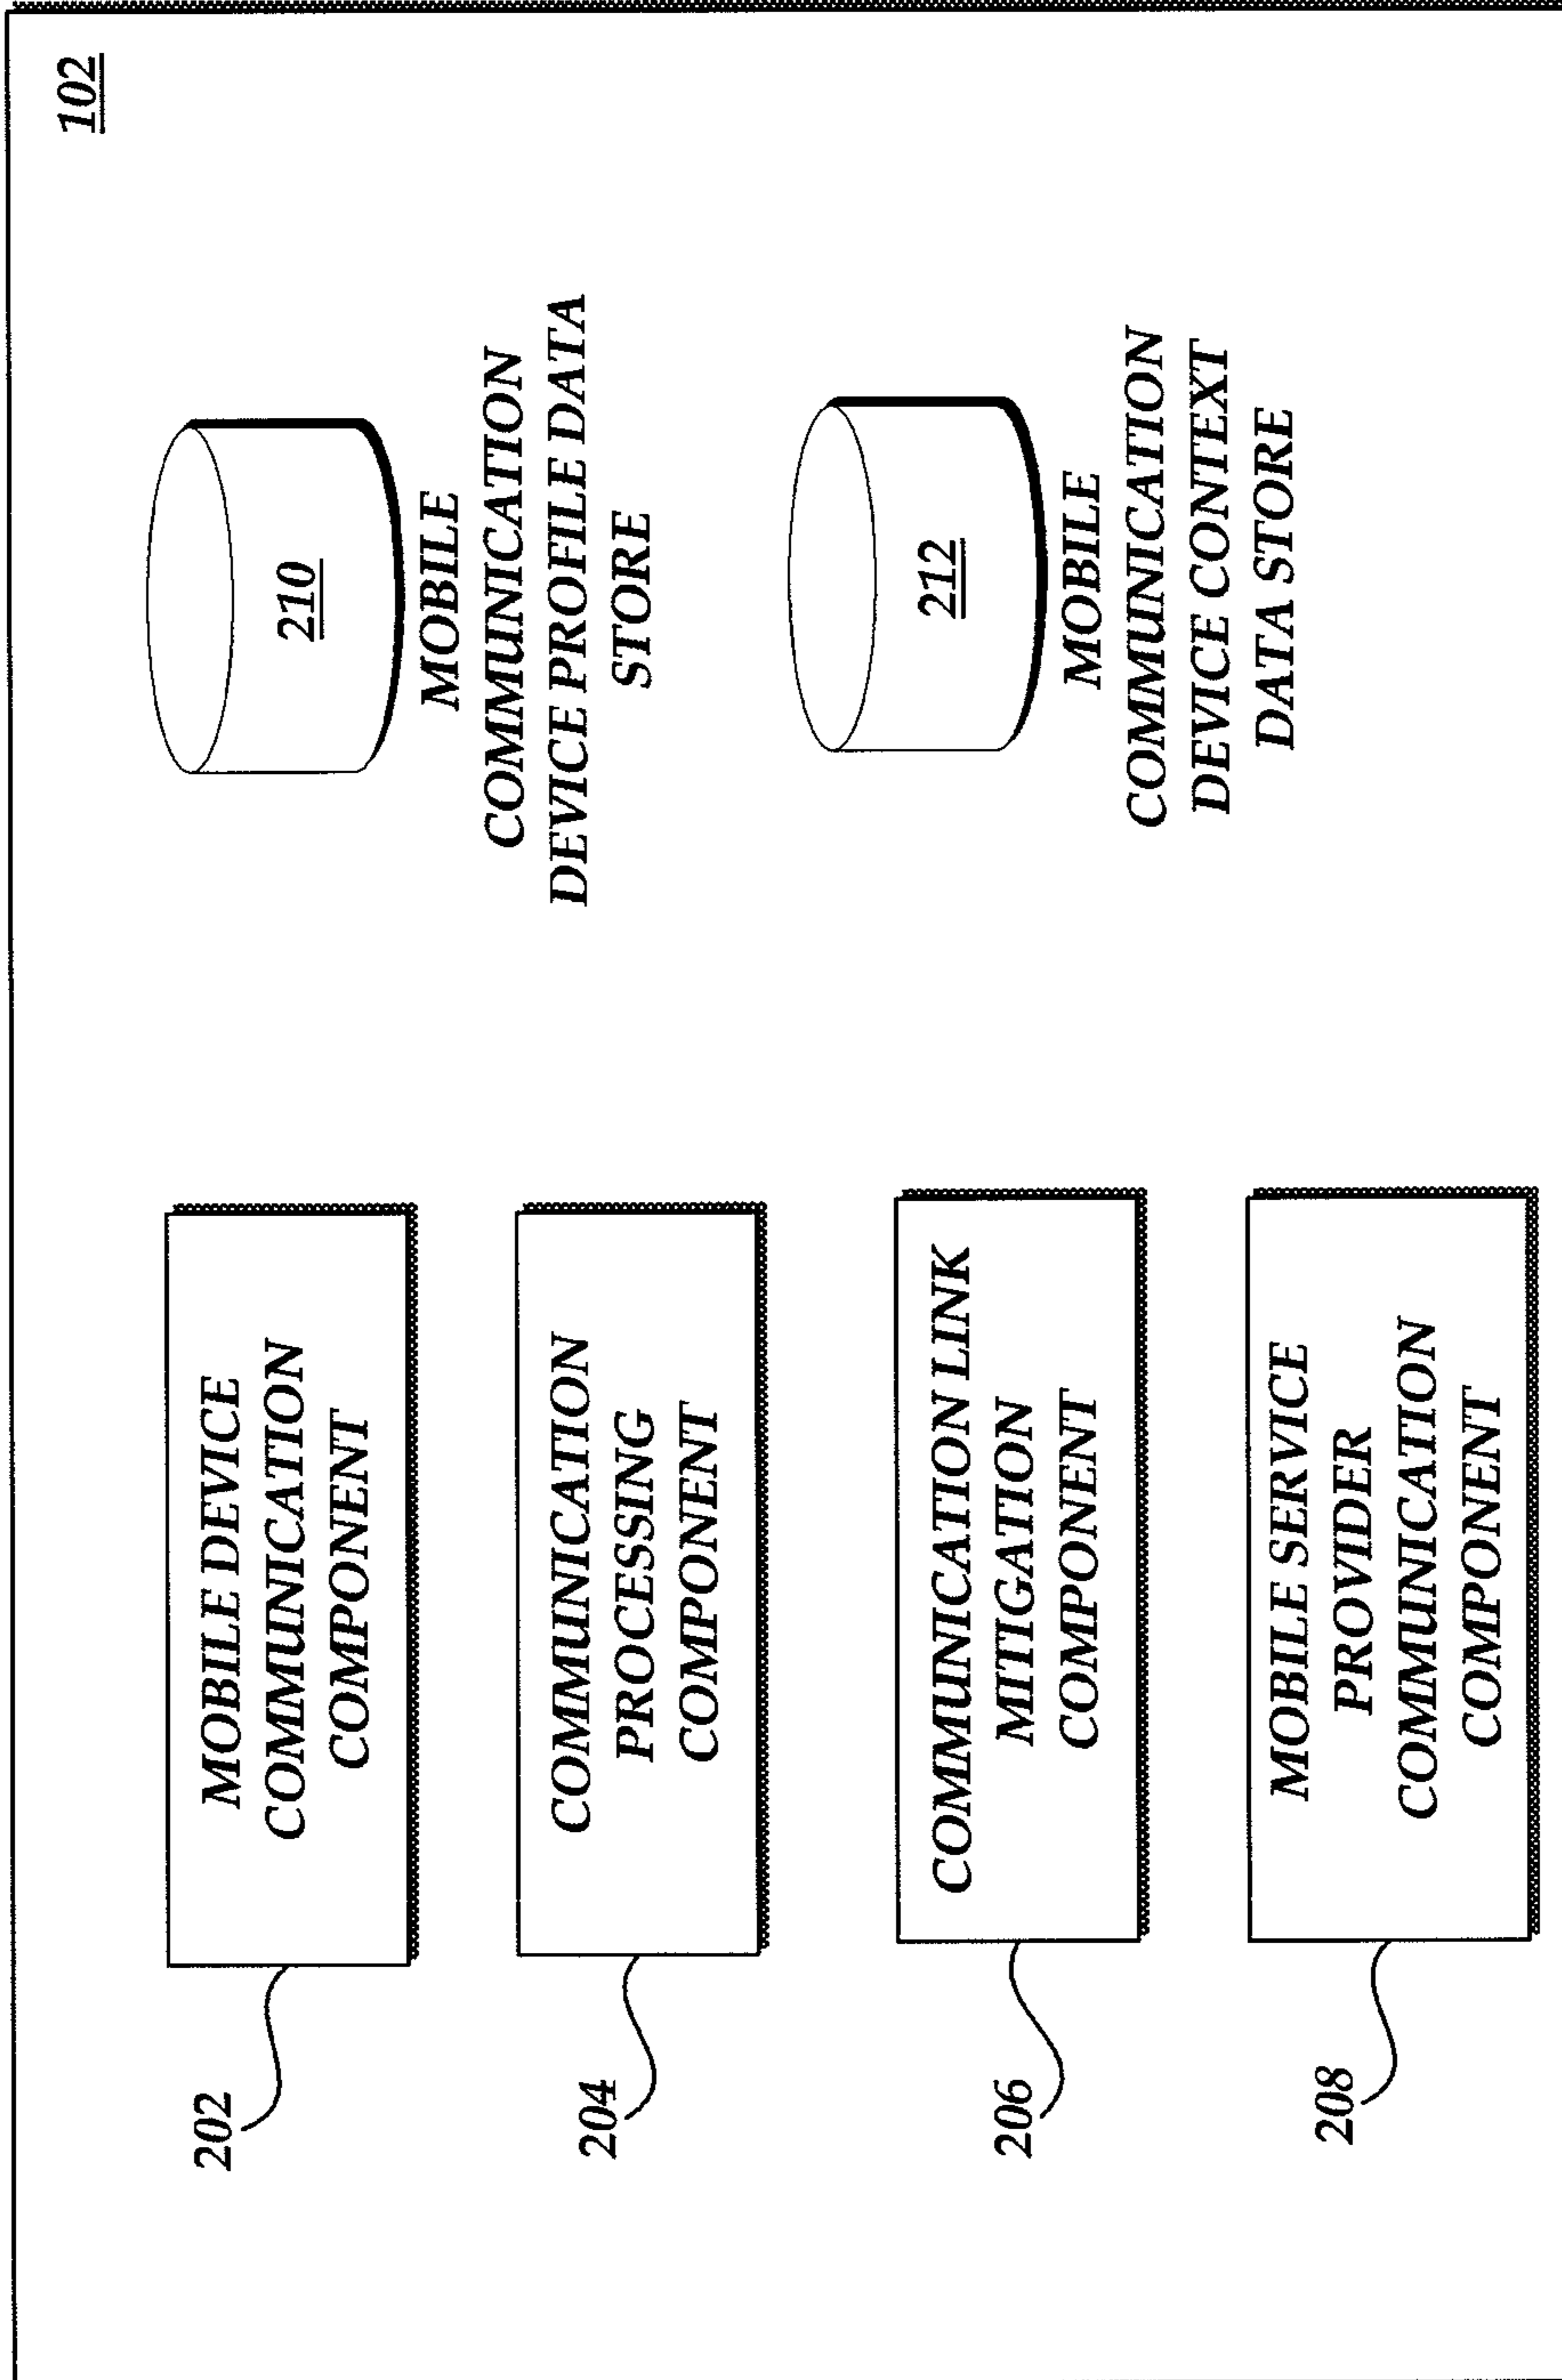 102
202
MOBILE DEVICE
COMMUNICATION
COMPONENT
210
MOBILE
COMMUNICATION
DEVICE PROFILE DATA
STORE
204
COMMUNICATION
PROCESSING
COMPONENT
206
COMMUNICATION LINK
MITIGATION
COMPONENT
212
MOBILE
COMMUNICATION
DEVICE CONTEXT
DATA STORE
208
MOBILE SERVICE
PROVIDER
COMMUNICATION
COMPONENT